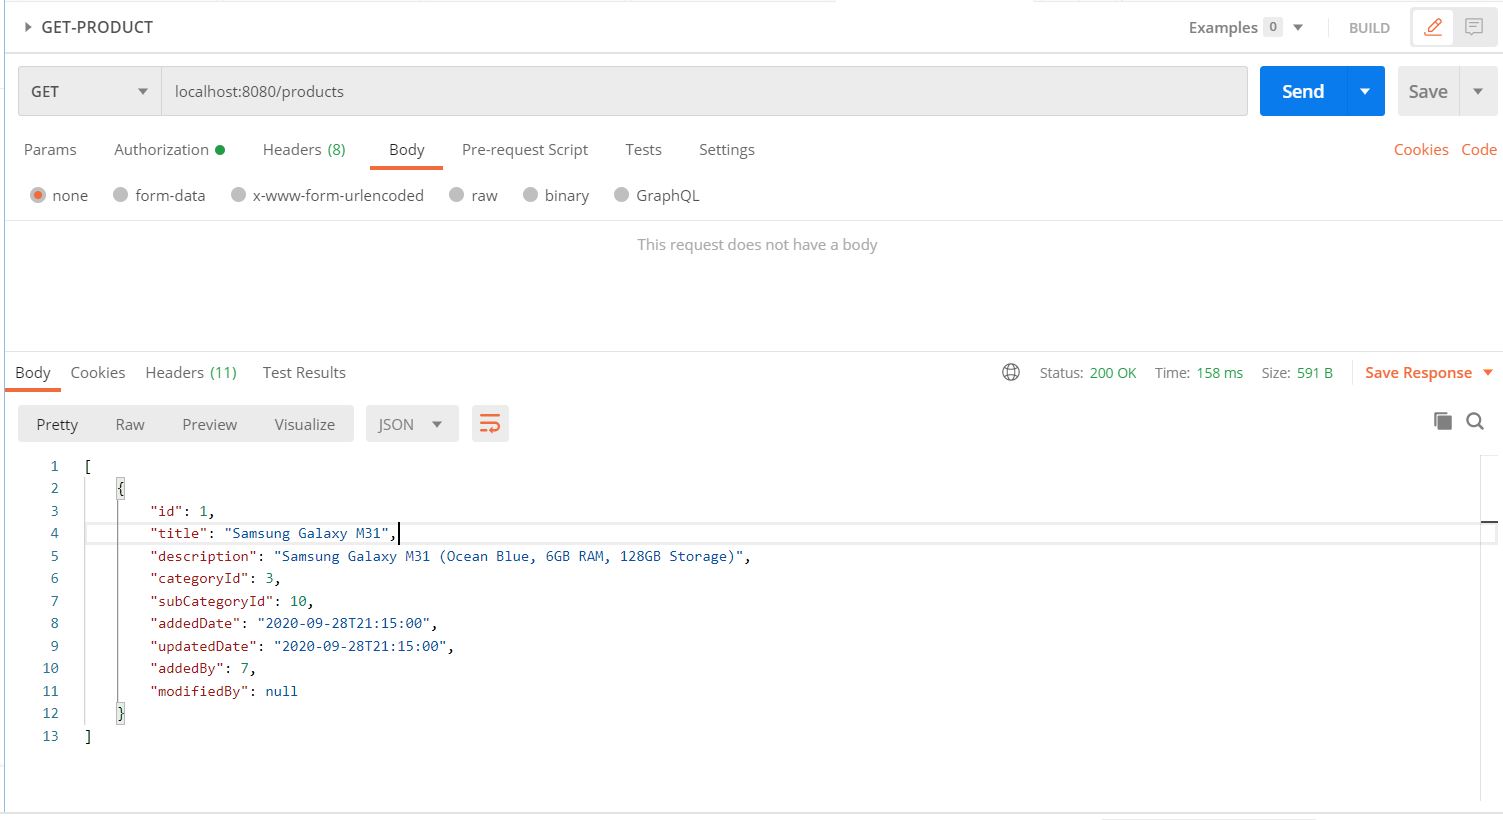 GET-PRODUCT Examples 0 BUILD
GET localhost:8080/products Send Save
Params Authorization Headers (8) Body Pre-request Script Tests Settings Cookies Code
none form-data x-www-form-urlencoded raw binary GraphQL
This request does not have a body
Body Cookies Headers (11) Test Results Status: 200 OK Time: 158 ms Size: 591 B Save Response
Pretty Raw Preview Visualize JSON
1 [
2 {
3 "id": 1,
4 "title": "Samsung Galaxy M31",
5 "description": "Samsung Galaxy M31 (Ocean Blue, 6GB RAM, 128GB Storage)",
6 "categoryId": 3,
7 "subCategoryId": 10,
8 "addedDate": "2020-09-28T21:15:00",
9 "updatedDate": "2020-09-28T21:15:00",
10 "addedBy": 7,
11 "modifiedBy": null
12 }
13 ]